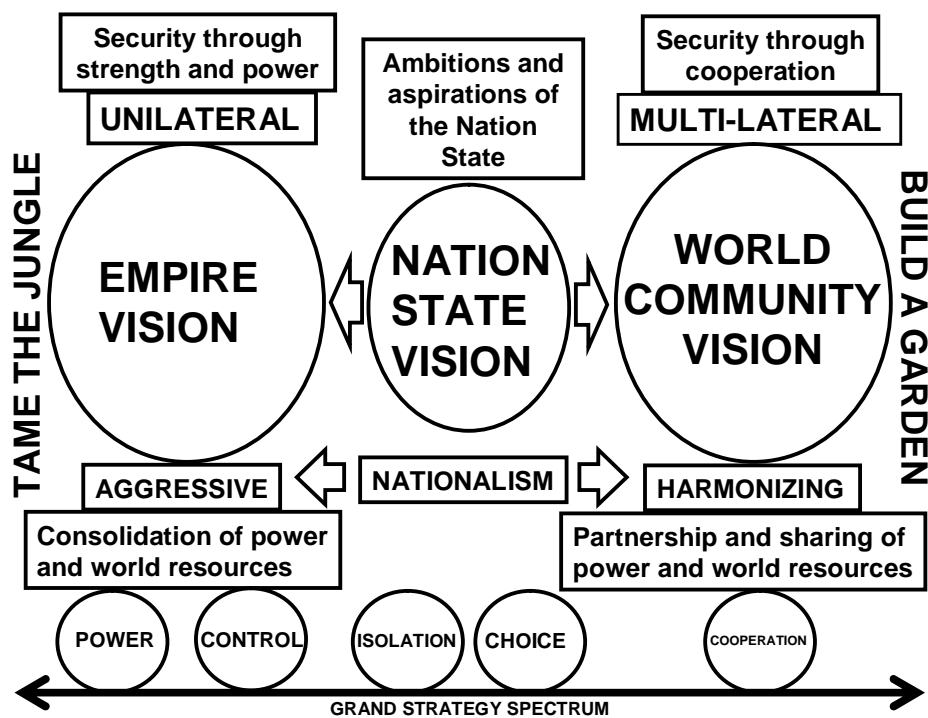 Security through
strength and power
UNILATERAL
Ambitions and
aspirations of
the Nation
State
Security through
cooperation
MULTI-LATERAL
TAME THE JUNGLE
EMPIRE
VISION
NATION
STATE
VISION
WORLD
COMMUNITY
VISION
BUILD A GARDEN
AGGRESSIVE
NATIONALISM
HARMONIZING
Consolidation of power
and world resources
Partnership and sharing of
power and world resources
POWER
CONTROL
ISOLATION
CHOICE
COOPERATION
GRAND STRATEGY SPECTRUM